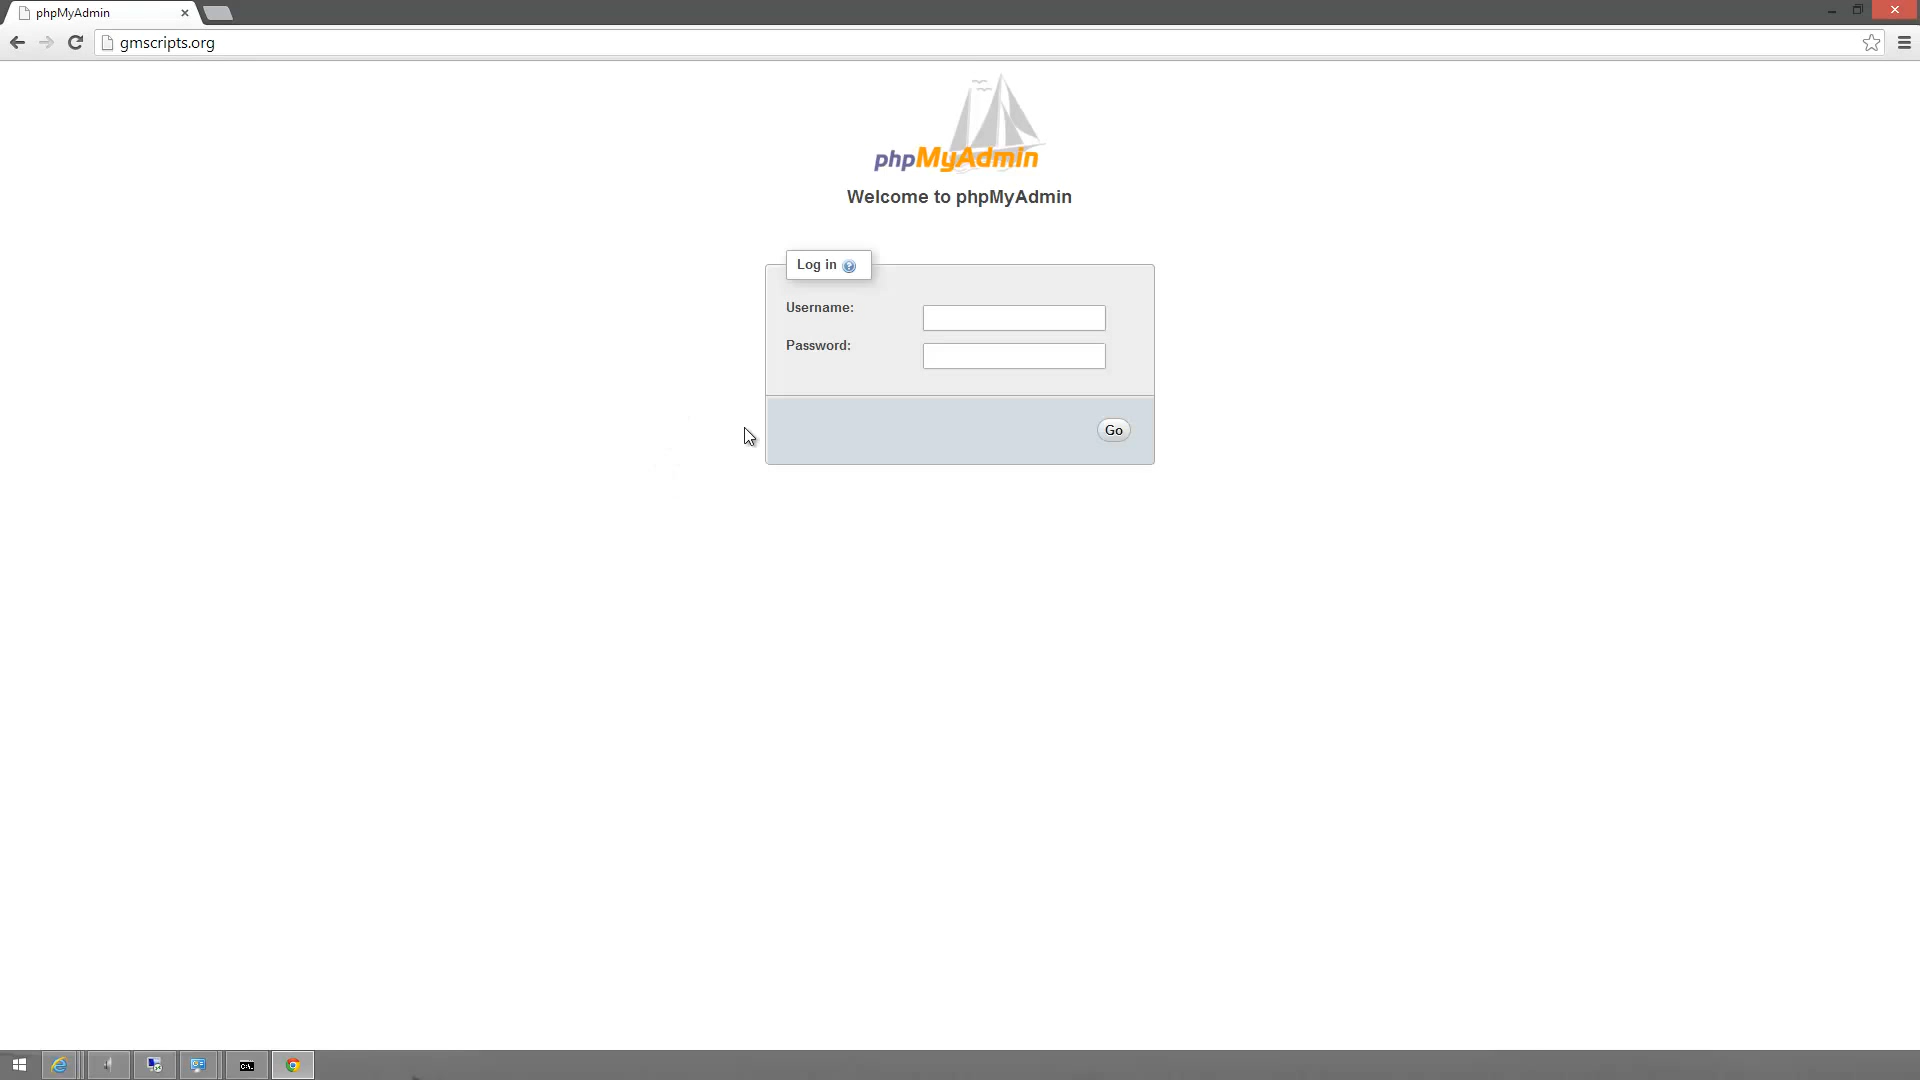 phpMyAdmin
gmscripts.org
phpMyAdmin
Welcome to phpMyAdmin
Log in
Username:
Password:
Go